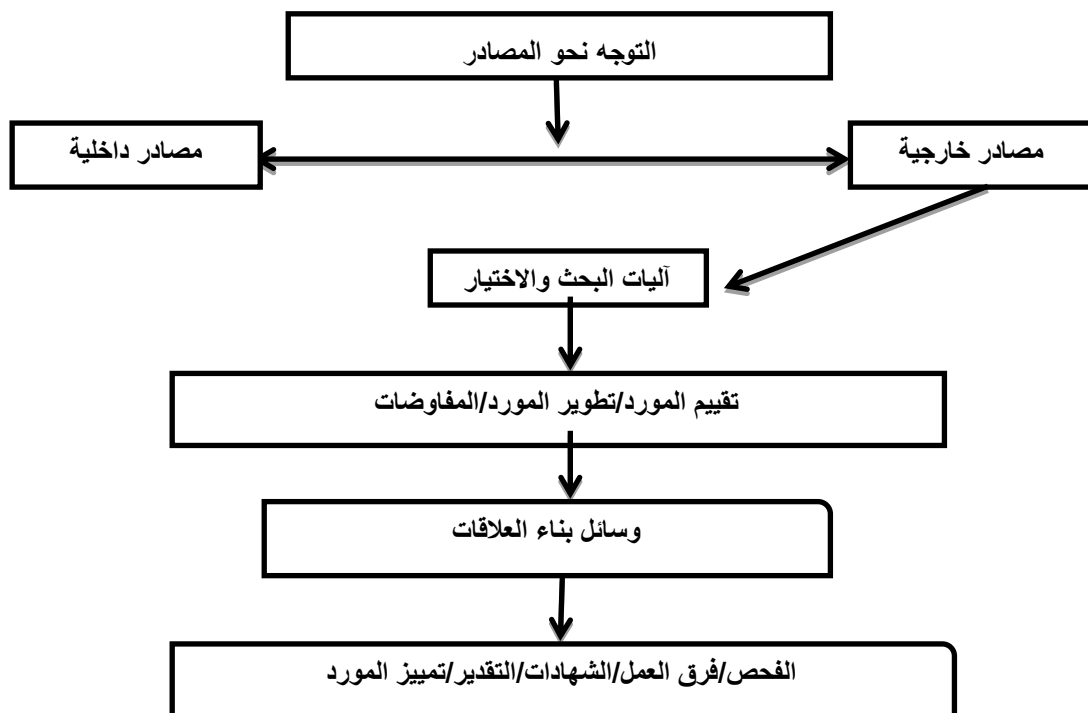 التوجه نحو المصادر
مصادر خارجية
مصادر داخلية
آليات البحث والاختيار
تقييم المورد/تطوير المورد/المفاوضات
وسائل بناء العلاقات
الفحص/فرق العمل/الشهادات/التقدير/تمييز المورد